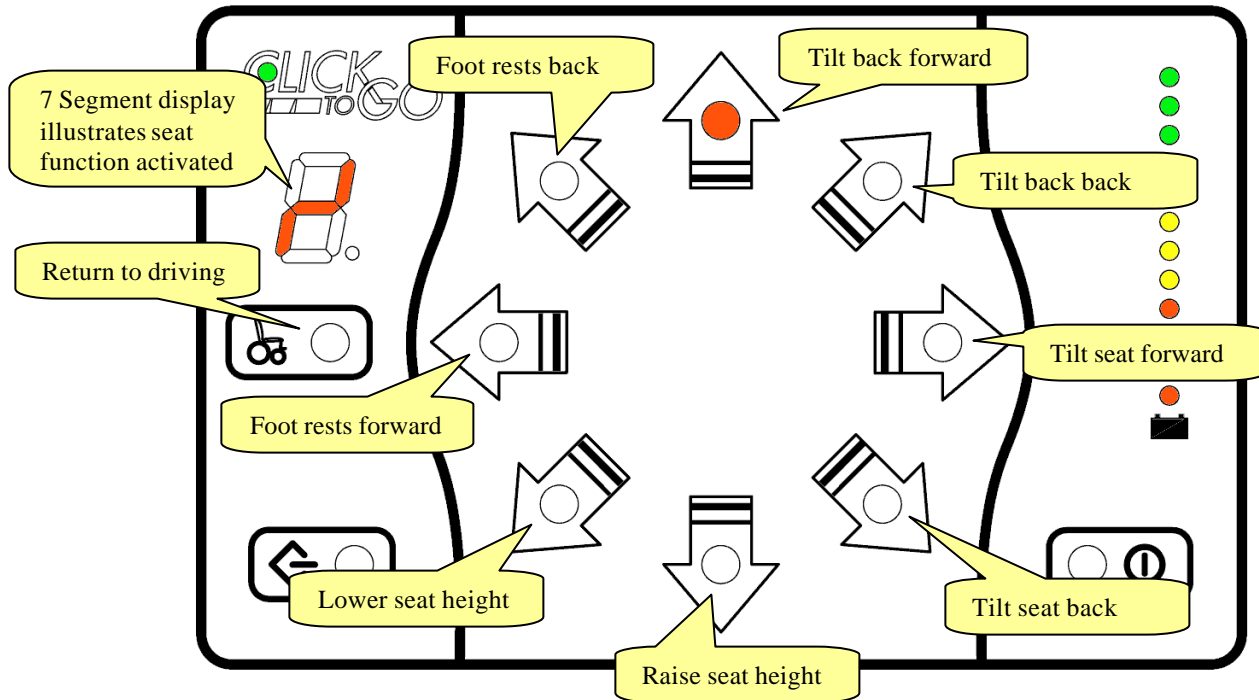 CLICK
TO GO
7 Segment display
illustrates seat
function activated
Foot rests back
Tilt back forward
Tilt back back
Return to driving
Tilt seat forward
Foot rests forward
Lower seat height
Tilt seat back
Raise seat height